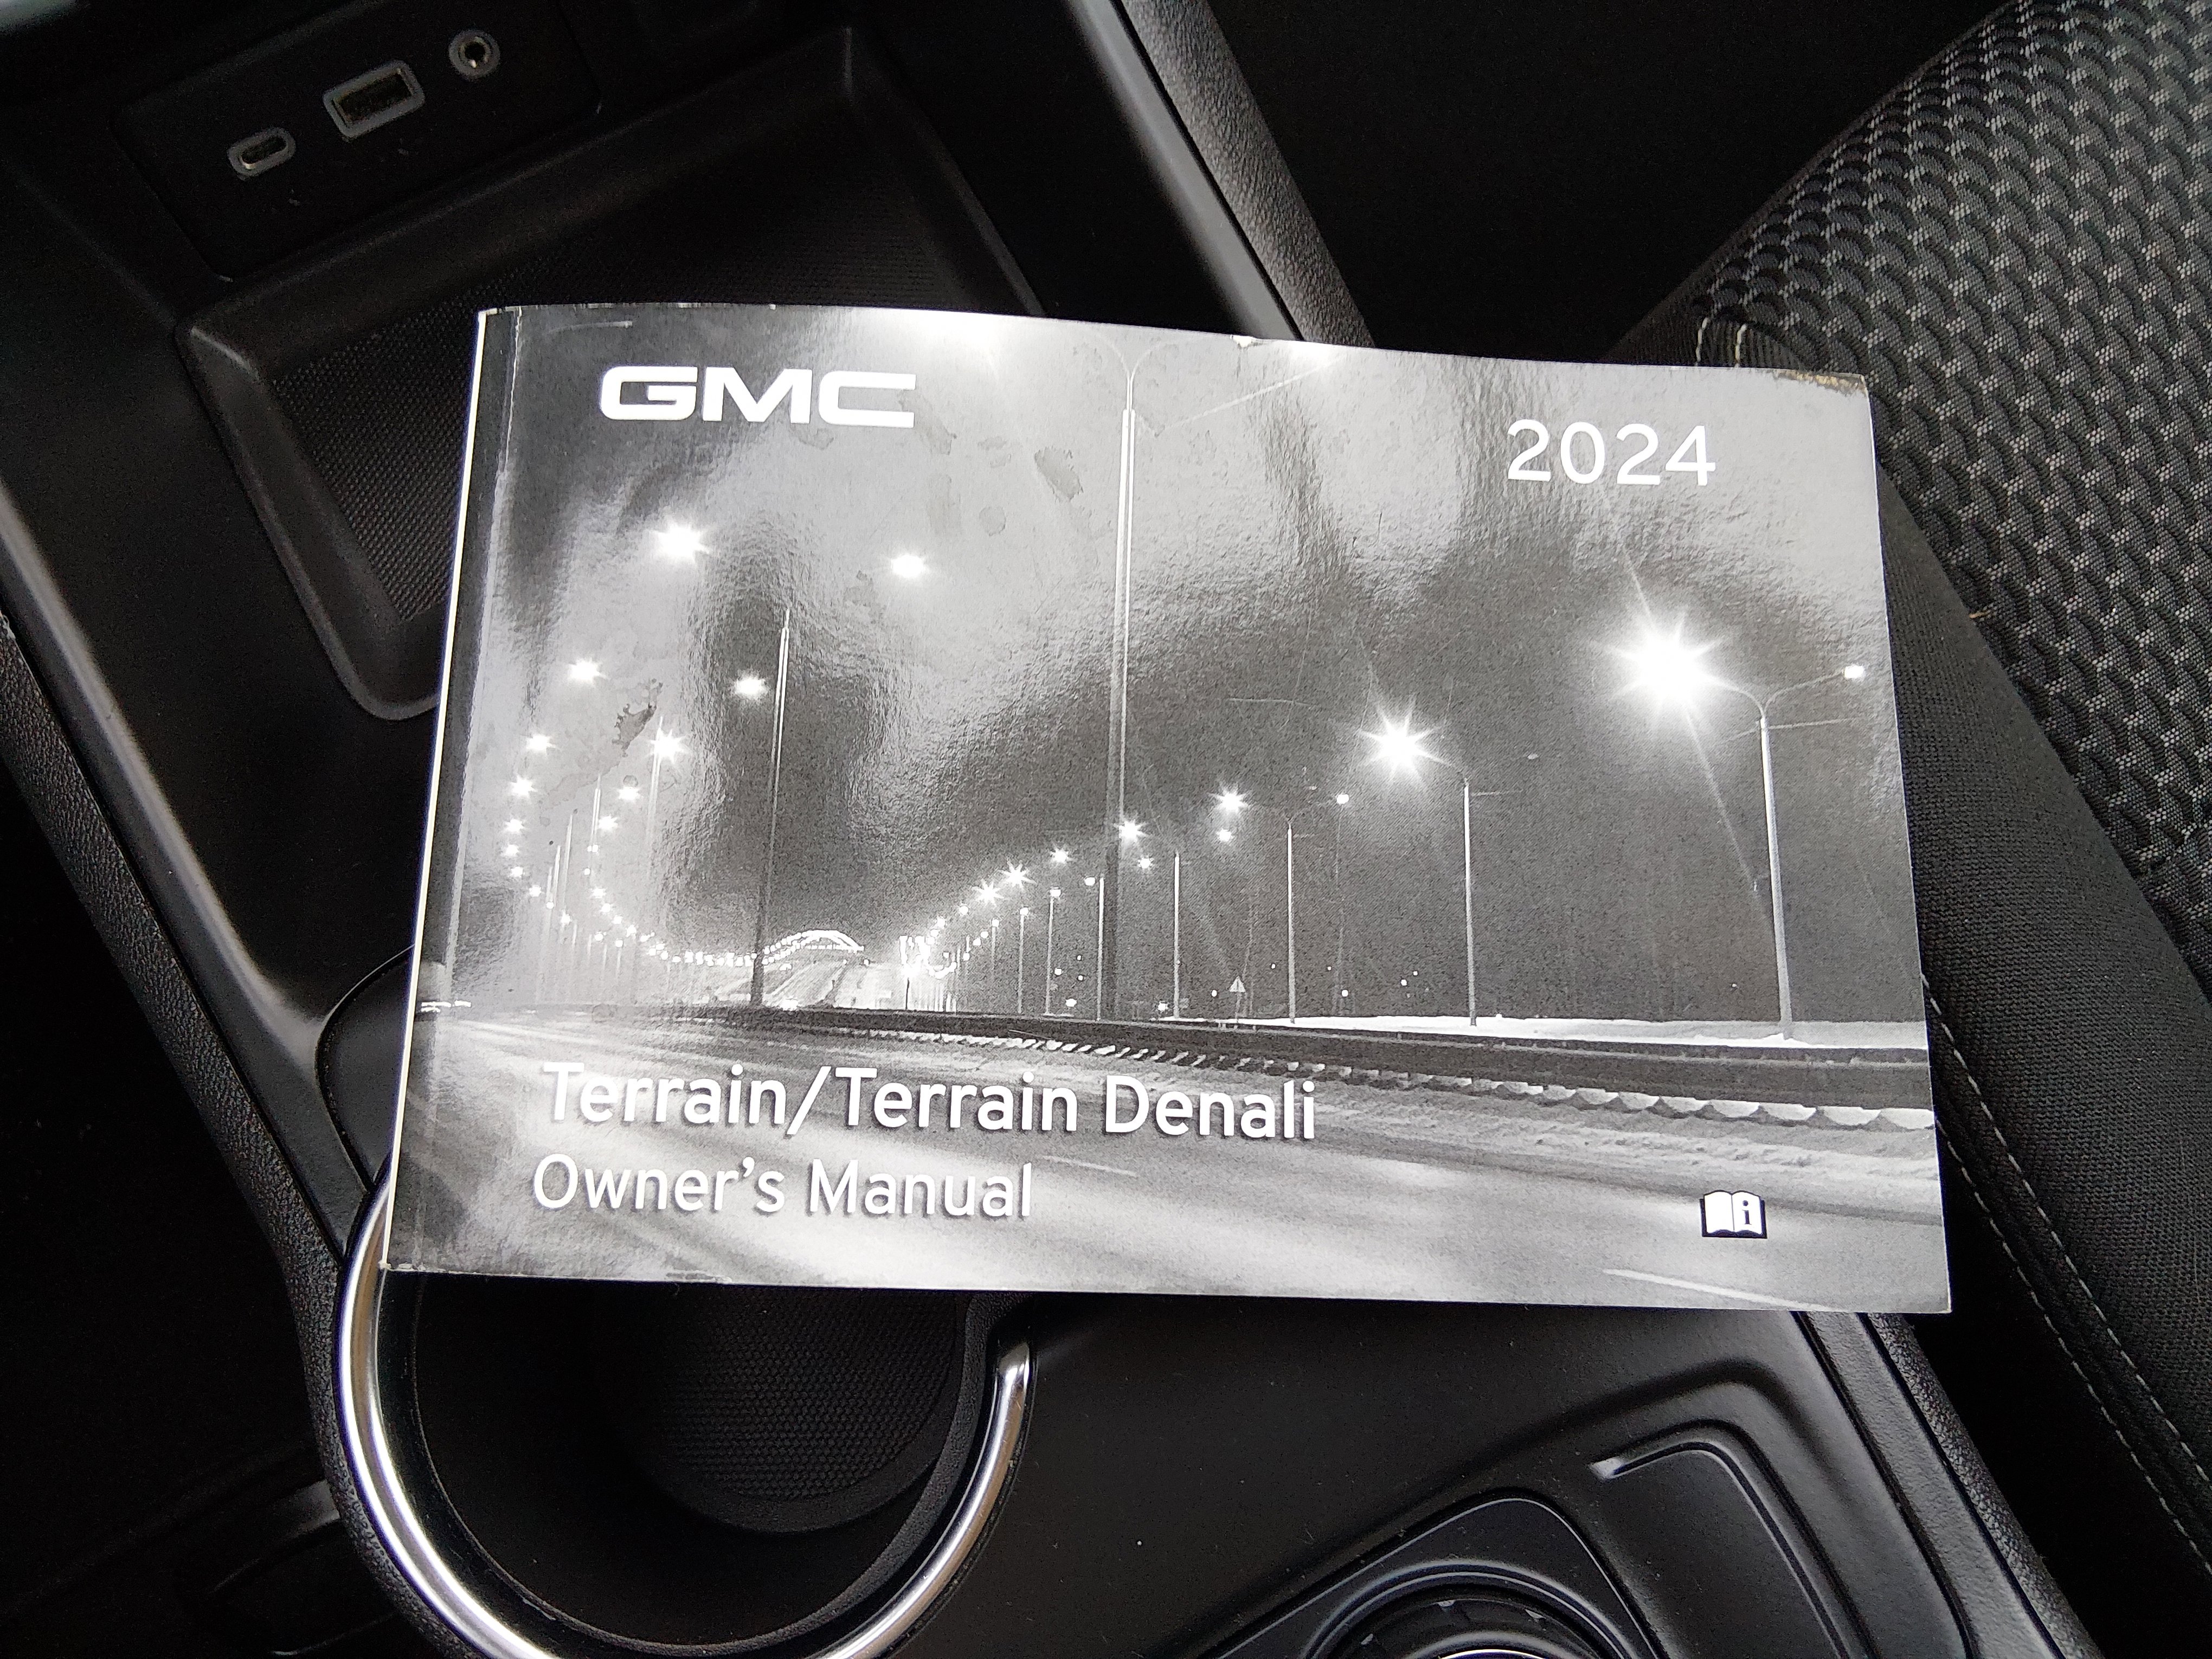 GMC
2024
Terrain/Terrain Denali
Owner's Manual
i